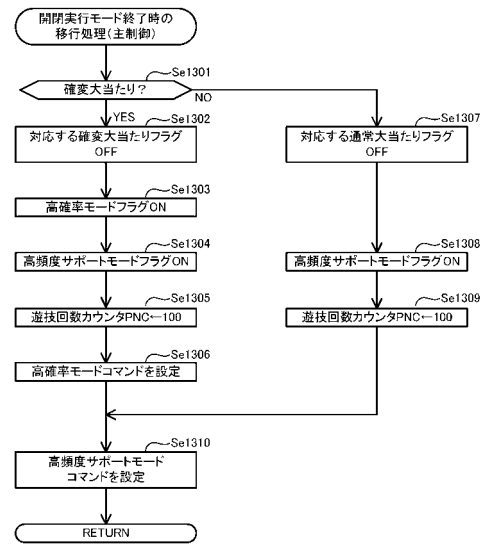 開閉実行モード終了時の
移行処理(主制御)
Se1301
確変大当たり?
NO
YES
Se1302
対応する確変大当たりフラグ
OFF
Se1307
対応する通常大当たりフラグ
OFF
Se1303
高確率モードフラグON
Se1304
高頻度サポートモードフラグON
Se1308
高頻度サポートモードフラグON
Se1305
遊技回数カウンタPNC←100
Se1309
遊技回数カウンタPNC←100
Se1306
高確率モードコマンドを設定
Se1310
高頻度サポートモード
コマンドを設定
RETURN